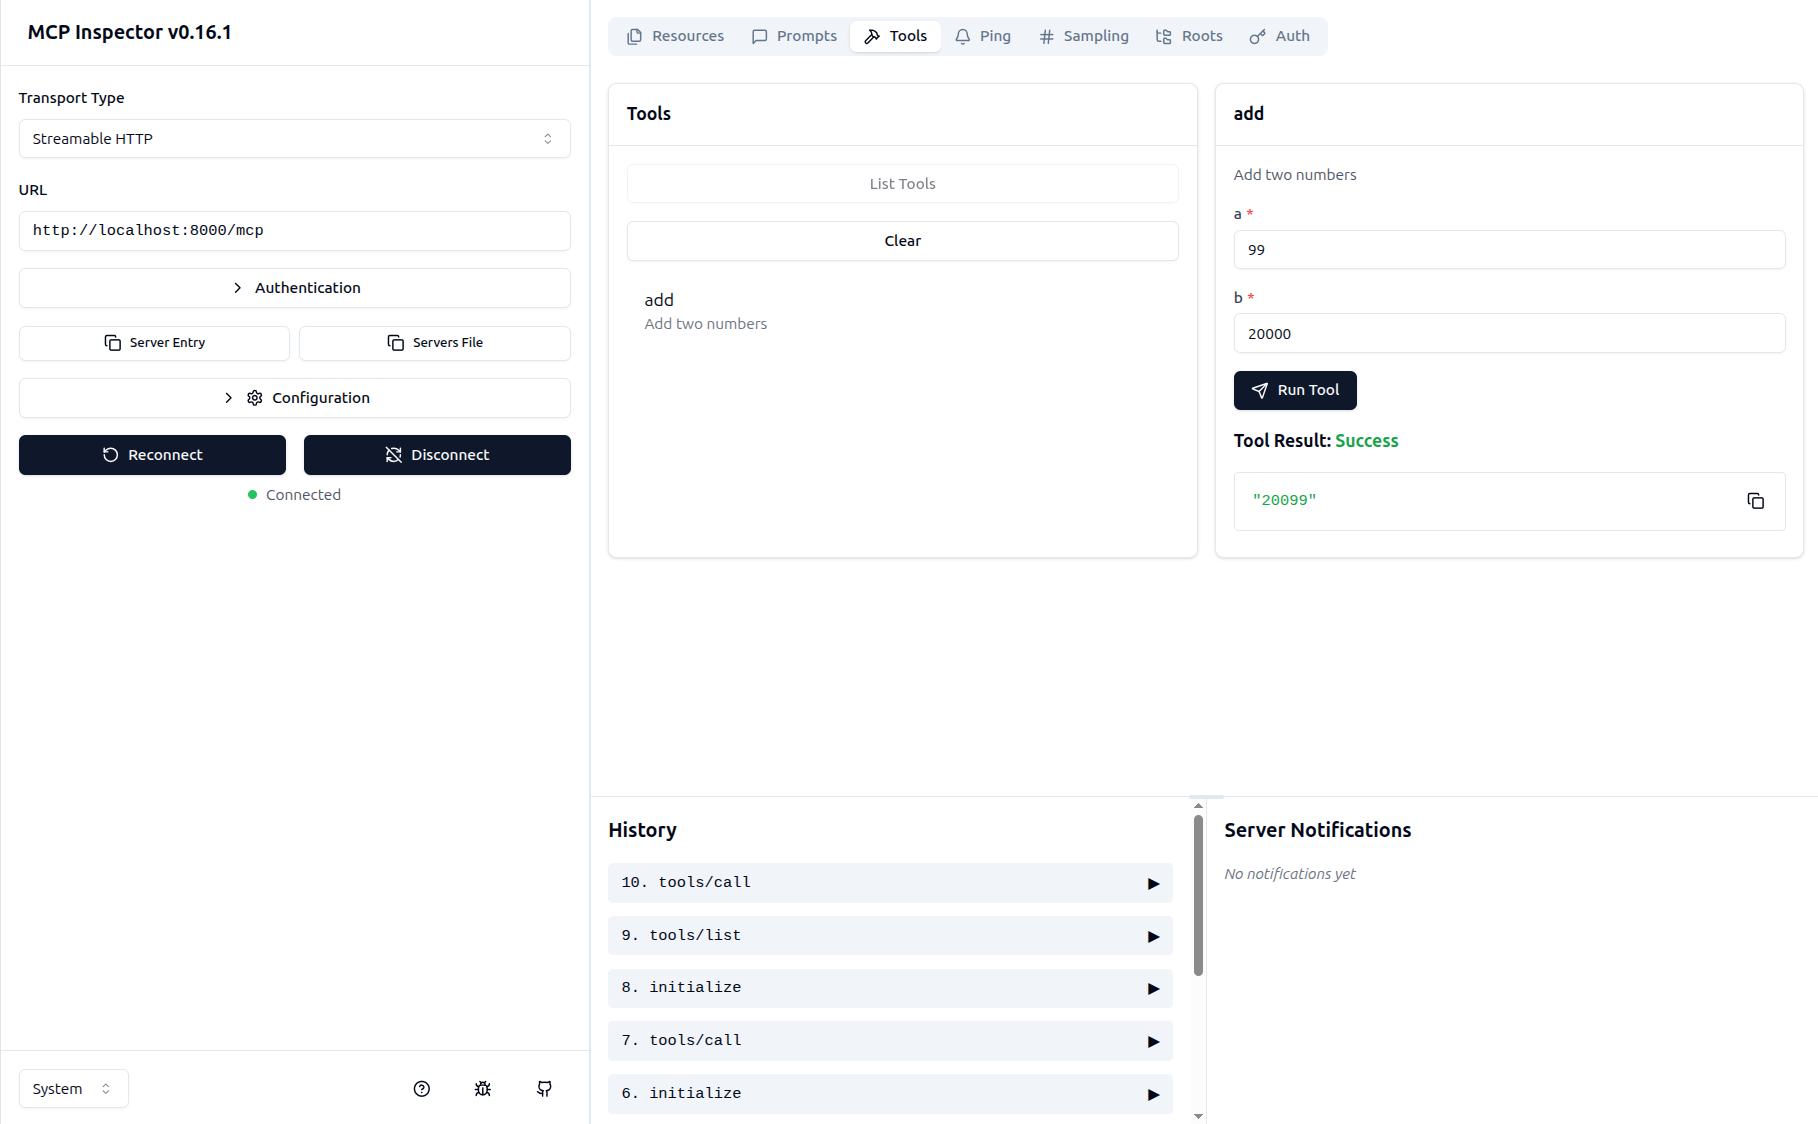 MCP Inspector v0.16.1
Transport Type
Streamable HTTP
URL
http://localhost:8000/mcp
Authentication
Server Entry
Servers File
Configuration
Reconnect
Disconnect
Connected
System
Resources
Prompts
Tools
Ping
Sampling
Roots
Auth
Tools
List Tools
Clear
add
Add two numbers
add
Add two numbers
a *
99
b *
20000
Run Tool
Tool Result: Success
"20099"
History
10. tools/call
9. tools/list
8. initialize
7. tools/call
6. initialize
Server Notifications
No notifications yet